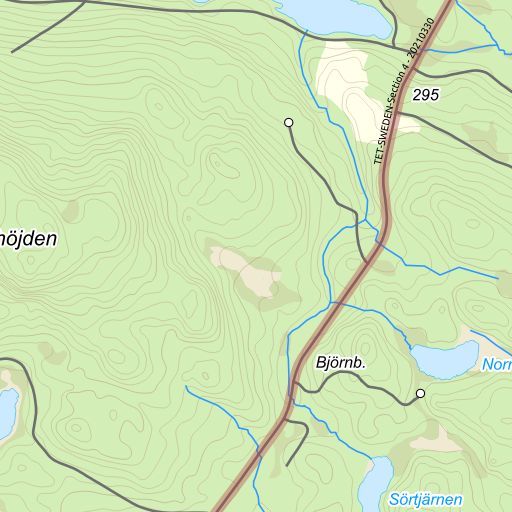 TET-SWEDEN-Section 4 - 20210330
295
höjden
Björnb.
Norr
Sörtjärnen